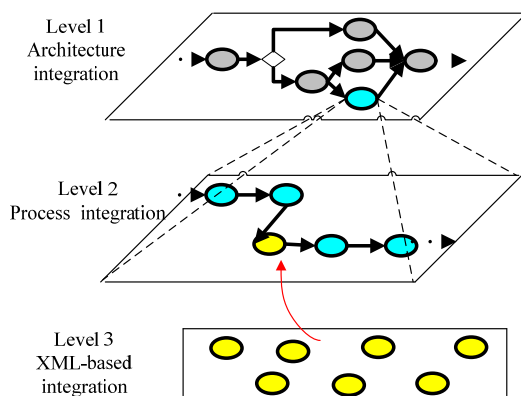 Level 1
Architecture
integration
Level 2
Process integration
Level 3
XML-based
integration